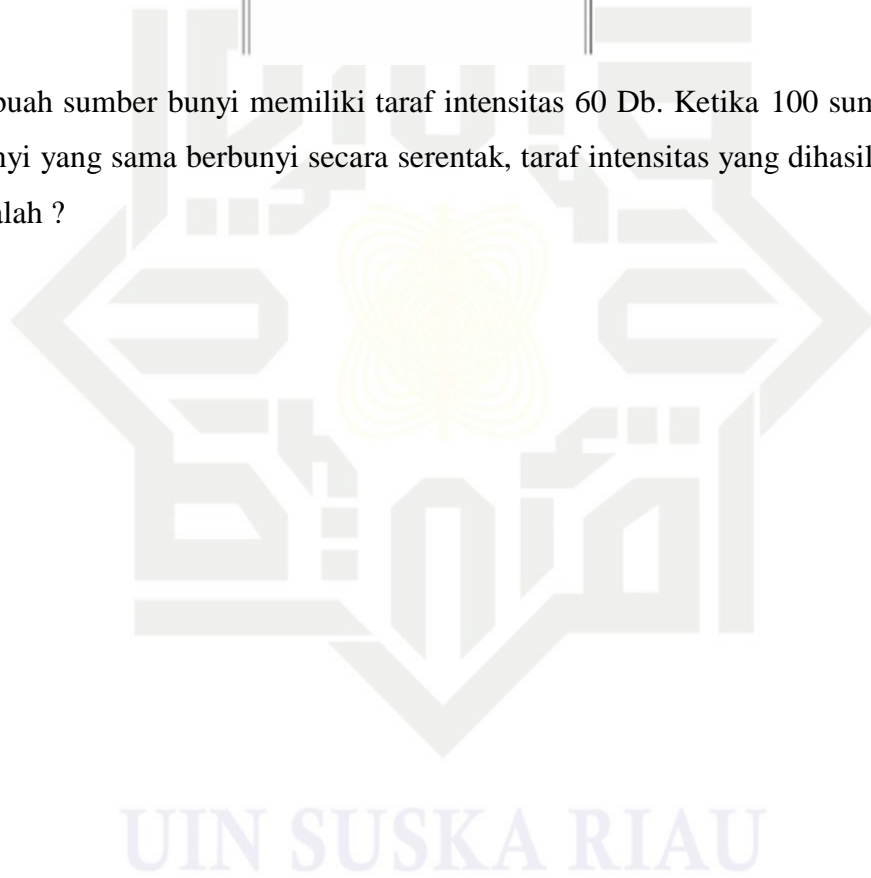 buah sumber bunyi memiliki taraf intensitas 60 Db. Ketika 100 sum
nyi yang sama berbunyi secara serentak, taraf intensitas yang dihasil
alah ?
UIN SUSKA RIAU